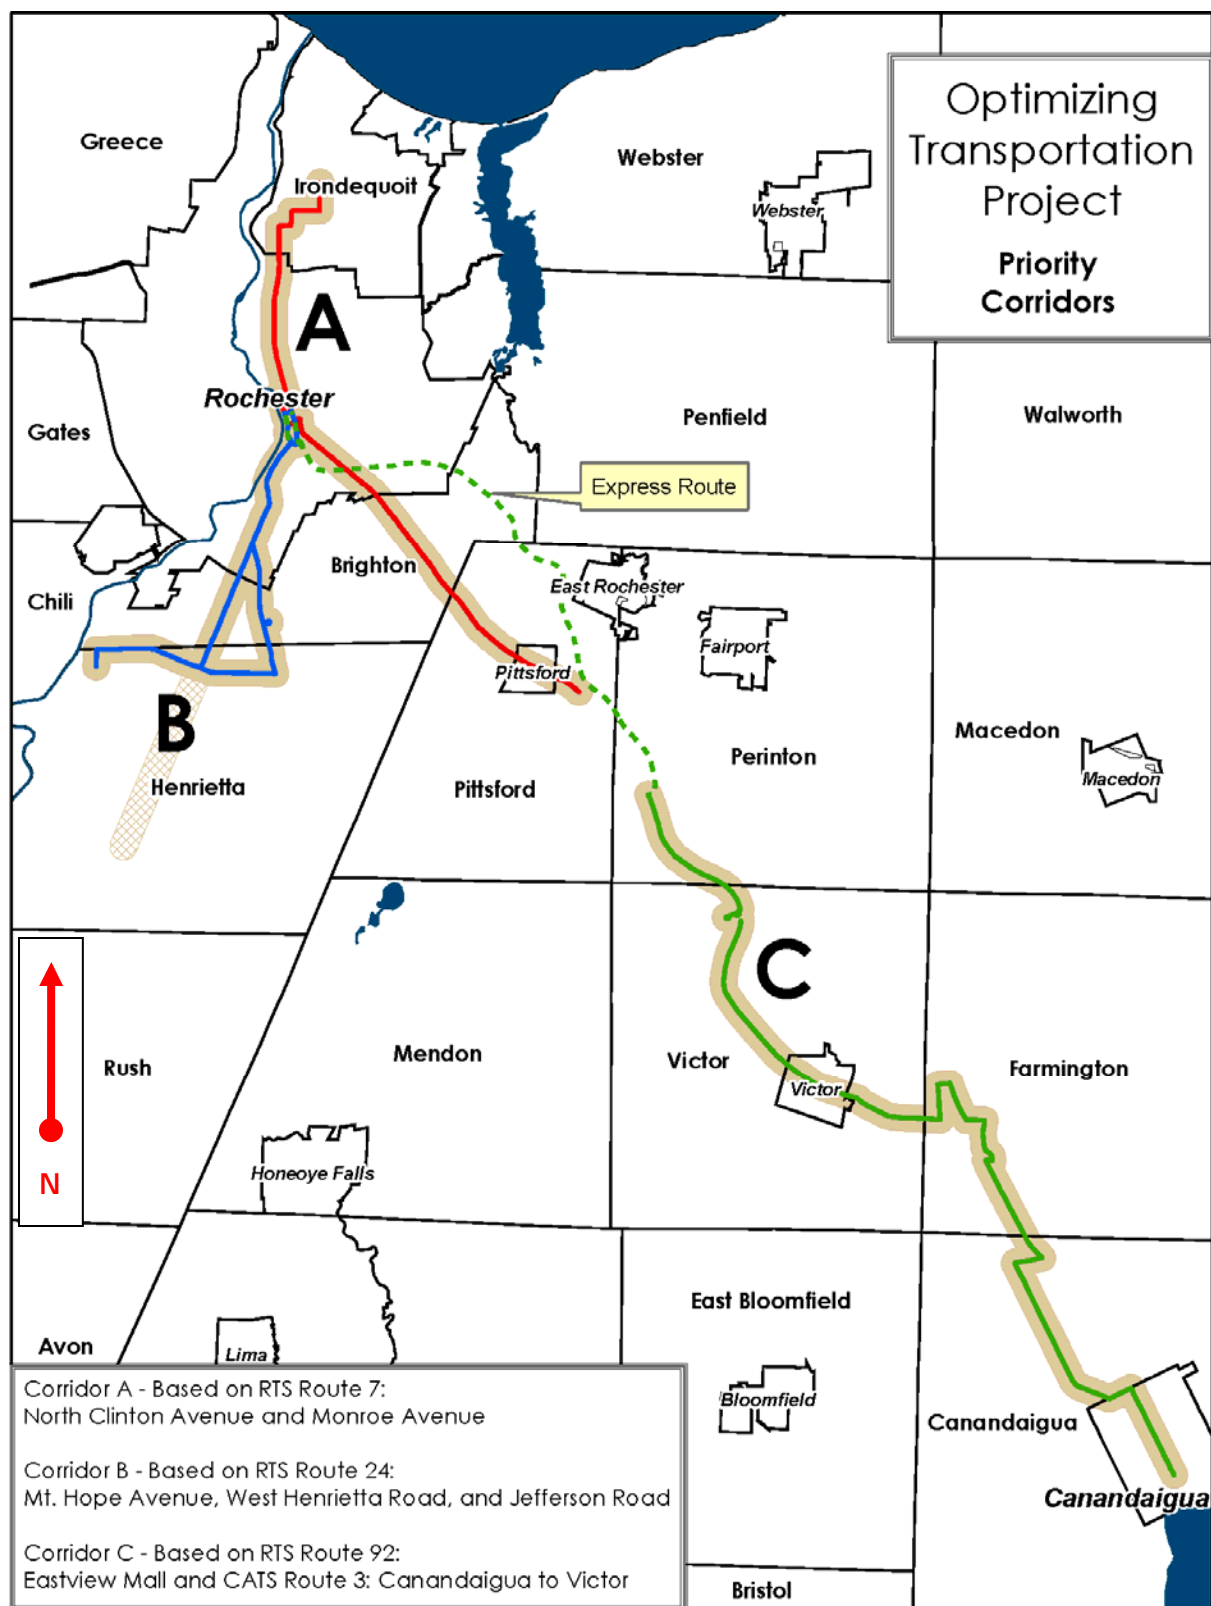 Optimizing
Transportation
Project
Priority
Corridors
Greece
Webster
Irondequoit
Webster
A
Rochester
Penfield
Walworth
Gates
Express Route
Brighton
East Rochester
Chili
Fairport
Pittsford
B
Macedon
Perinton
Macedon
Henrietta
Pittsford
C
Mendon
Victor
Rush
Farmington
Victor
Honeoye Falls
N
East Bloomfield
Avon
Lima
Bloomfield
Canandaigua
Canandaigua
Bristol
Corridor A - Based on RTS Route 7:
North Clinton Avenue and Monroe Avenue
Corridor B - Based on RTS Route 24:
Mt. Hope Avenue, West Henrietta Road, and Jefferson Road
Corridor C - Based on RTS Route 92:
Eastview Mall and CATS Route 3: Canandaigua to Victor